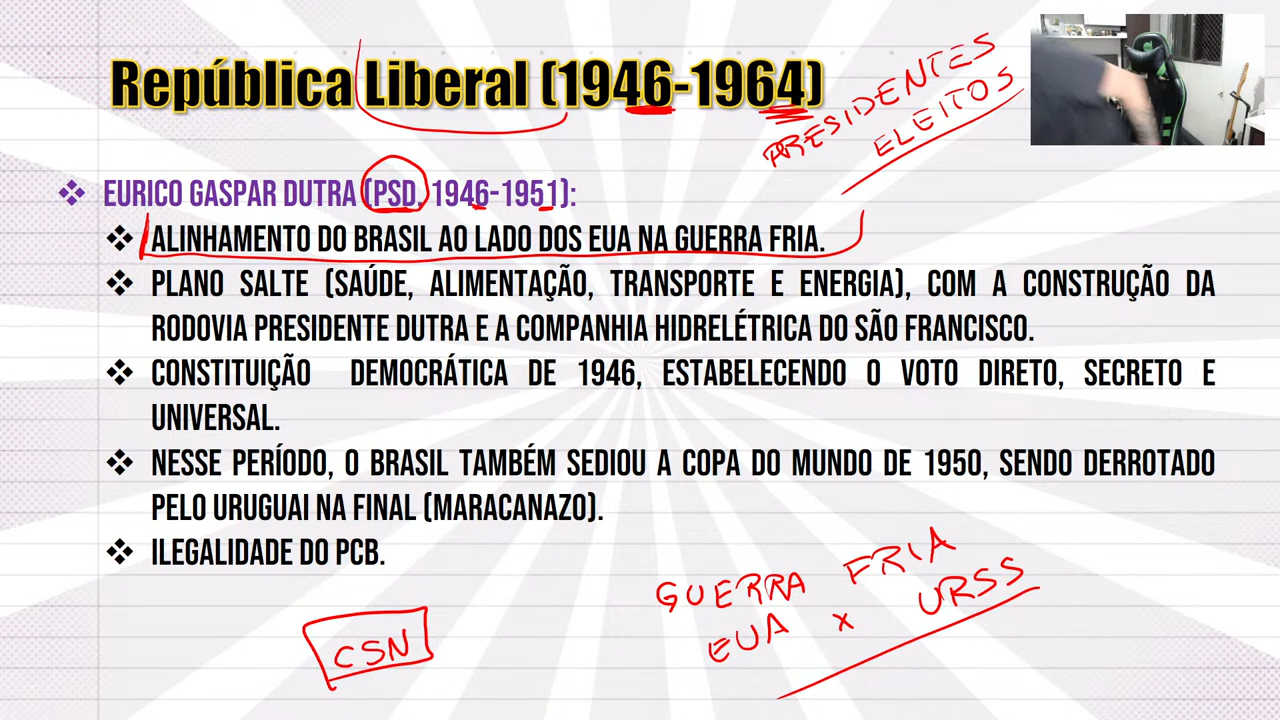 República Liberal (1946-1964)
PRESIDENTES
ELEITOS
❖ EURICO GASPAR DUTRA (PSD, 1946-1951):
❖ ALINHAMENTO DO BRASIL AO LADO DOS EUA NA GUERRA FRIA.
❖ PLANO SALTE (SAÚDE, ALIMENTAÇÃO, TRANSPORTE E ENERGIA), COM A CONSTRUÇÃO DA
RODOVIA PRESIDENTE DUTRA E A COMPANHIA HIDRELÉTRICA DO SÃO FRANCISCO.
❖ CONSTITUIÇÃO DEMOCRÁTICA DE 1946, ESTABELECENDO O VOTO DIRETO, SECRETO E
UNIVERSAL.
❖ NESSE PERÍODO, O BRASIL TAMBÉM SEDIOU A COPA DO MUNDO DE 1950, SENDO DERROTADO
PELO URUGUAI NA FINAL (MARACANAZO).
❖ ILEGALIDADE DO PCB.
GUERRA FRIA
EUA x URSS
CSN